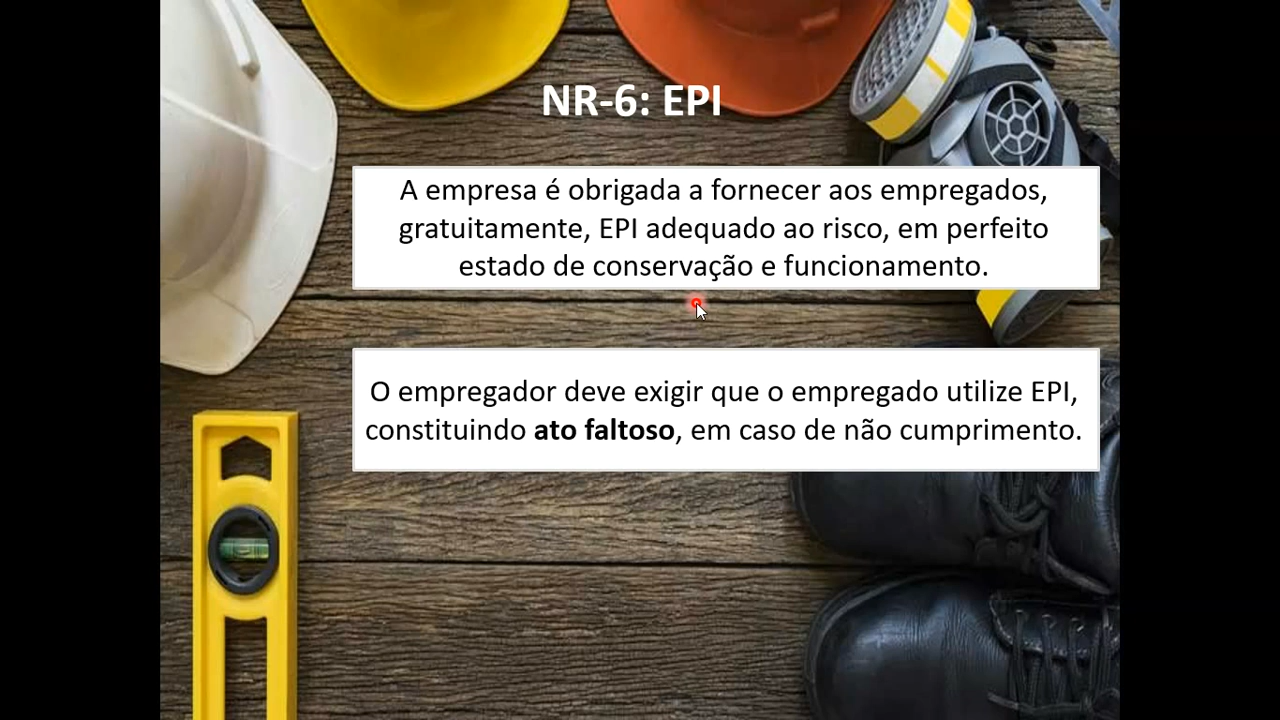 NR-6: EPI
A empresa é obrigada a fornecer aos empregados,
gratuitamente, EPI adequado ao risco, em perfeito
estado de conservação e funcionamento.
O empregador deve exigir que o empregado utilize EPI,
constituindo ato faltoso, em caso de não cumprimento.